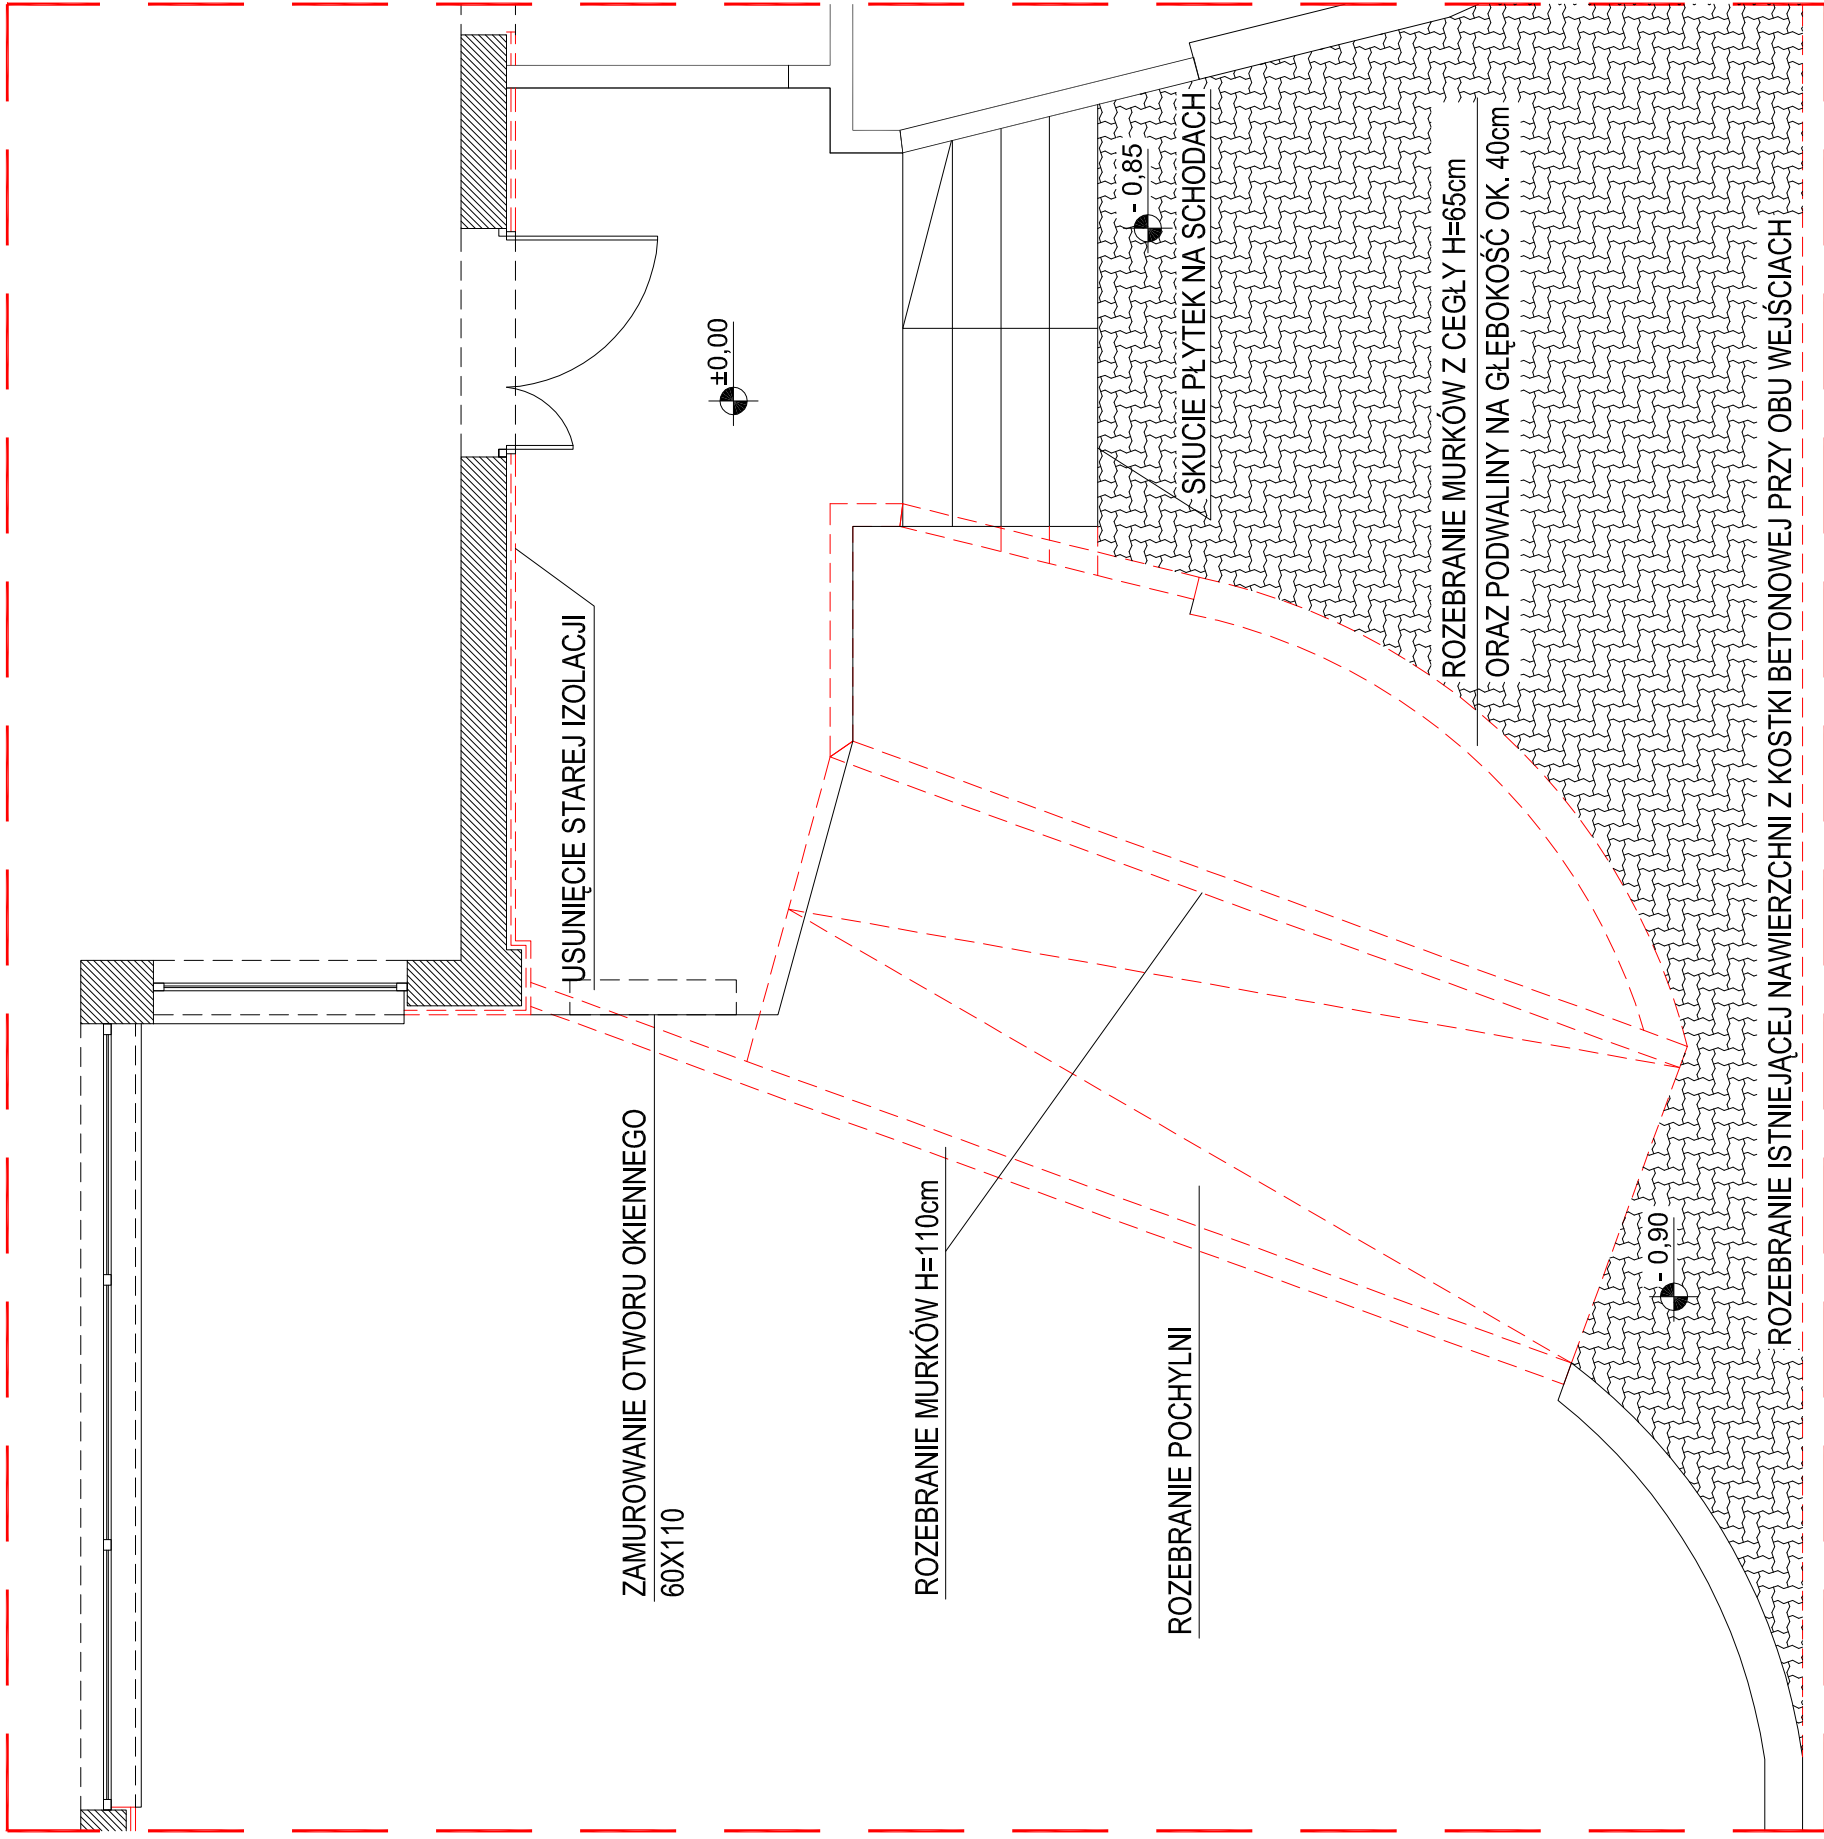 USUNIĘCIE STAREJ IZOLACJI
ZAMUROWANIE OTWORU OKIENNEGO
60X110
±0,00
ROZEBRANIE MURKÓW H=110cm
- 0,85
SKUCIE PŁYTEK NA SCHODACH
ROZEBRANIE POCHYLNI
ROZEBRANIE MURKÓW Z CEGŁY H=65cm
ORAZ PODWALINY NA GŁĘBOKOŚĆ OK. 40cm
- 0,90
ROZEBRANIE ISTNIEJĄCEJ NAWIERZCHNI Z KOSTKI BETONOWEJ PRZY OBU WEJŚCIACH